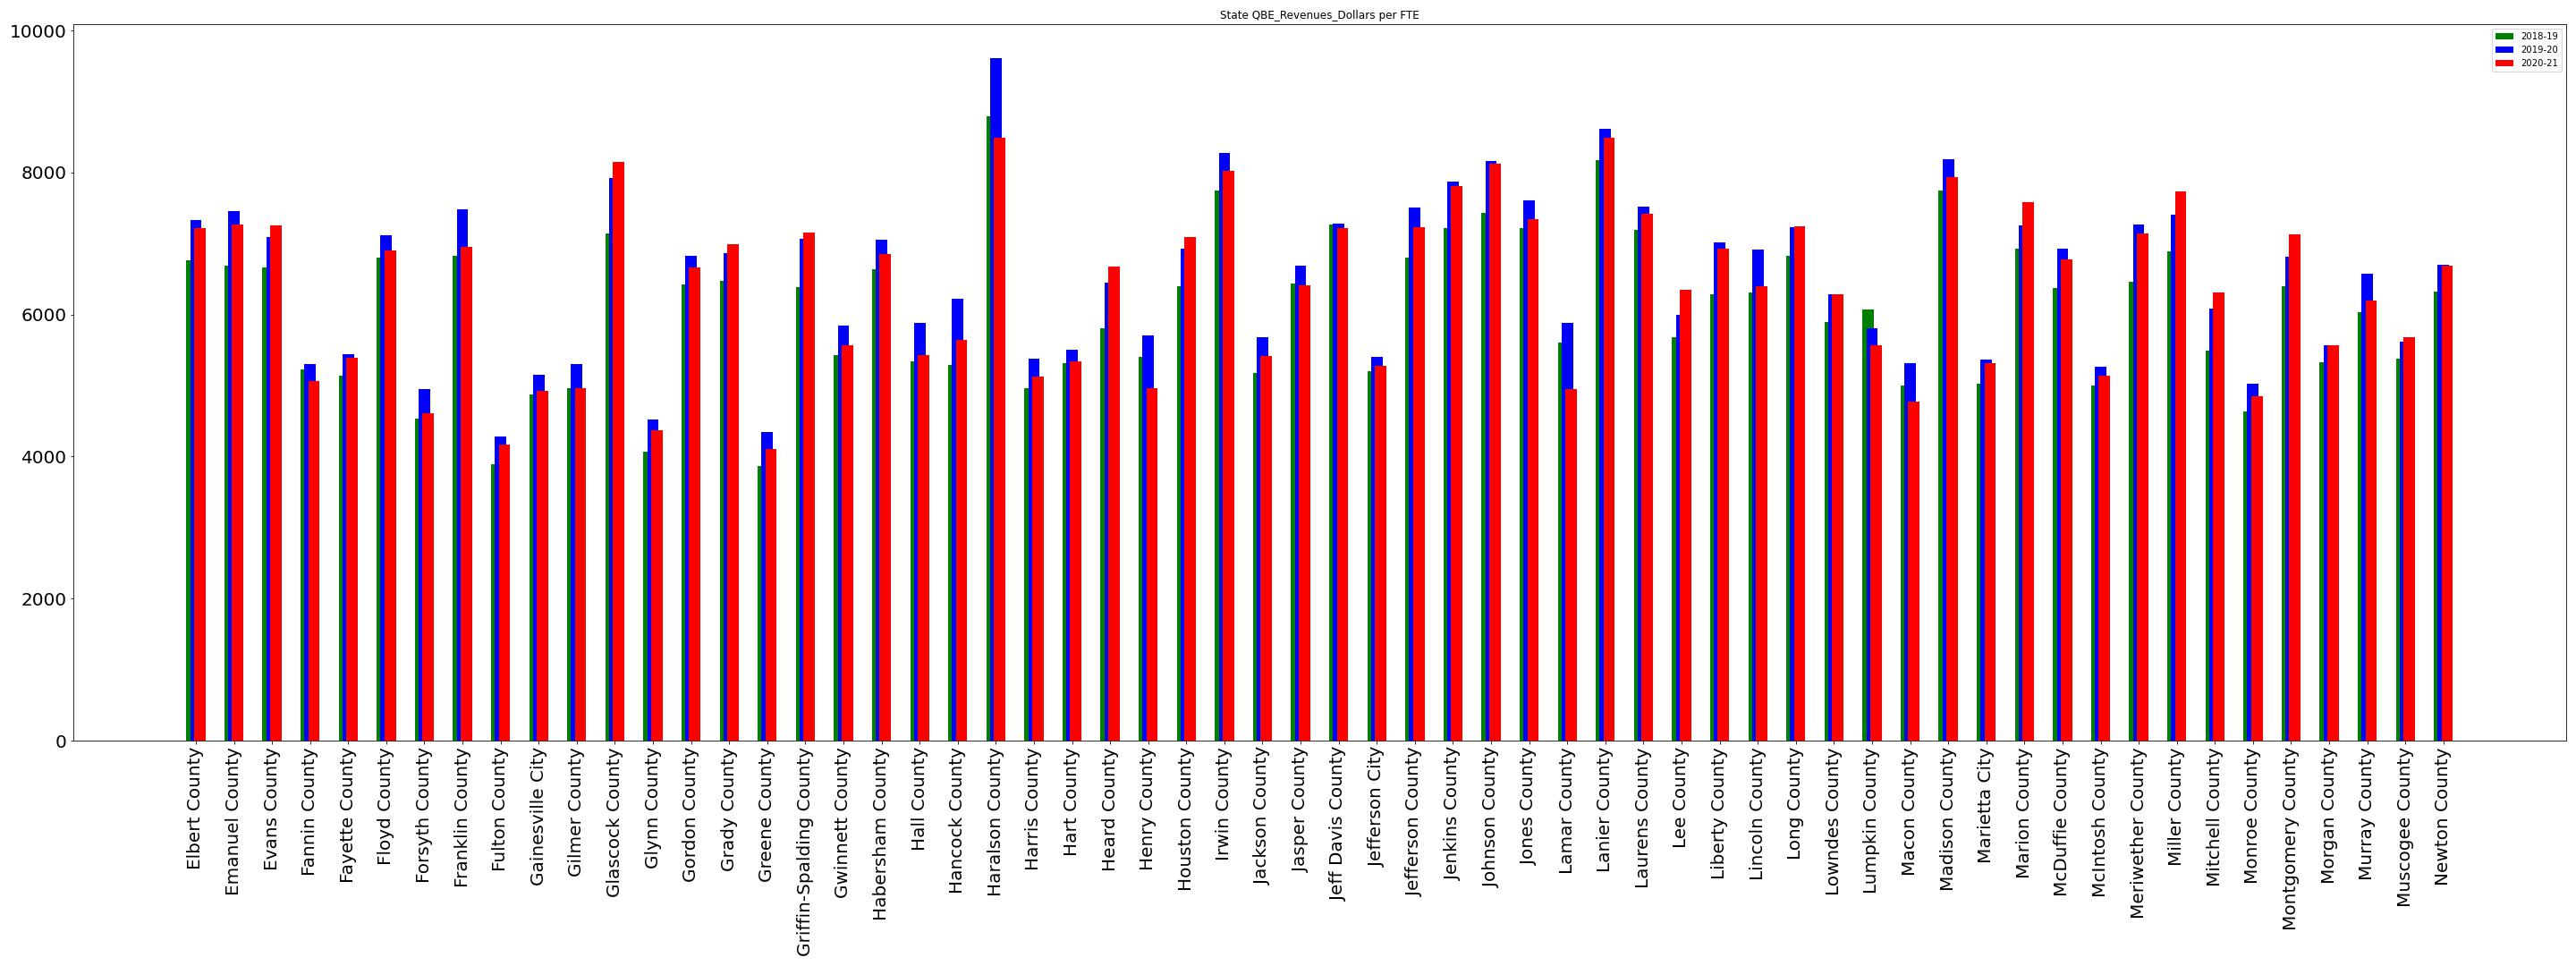 State QBE_Revenues_Dollars per FTE
2018-19
2019-20
2020-21
10000
8000
6000
4000
2000
0
Elbert County
Emanuel County
Evans County
Fannin County
Fayette County
Floyd County
Forsyth County
Franklin County
Fulton County
Gainesville City
Gilmer County
Glascock County
Glynn County
Gordon County
Grady County
Greene County
Griffin-Spalding County
Gwinnett County
Habersham County
Hall County
Hancock County
Haralson County
Harris County
Hart County
Heard County
Henry County
Houston County
Irwin County
Jackson County
Jasper County
Jeff Davis County
Jefferson City
Jefferson County
Jenkins County
Johnson County
Jones County
Lamar County
Lanier County
Laurens County
Lee County
Liberty County
Lincoln County
Long County
Lowndes County
Lumpkin County
Macon County
Madison County
Marietta City
Marion County
McDuffie County
McIntosh County
Meriwether County
Miller County
Mitchell County
Monroe County
Montgomery County
Morgan County
Murray County
Muscogee County
Newton County